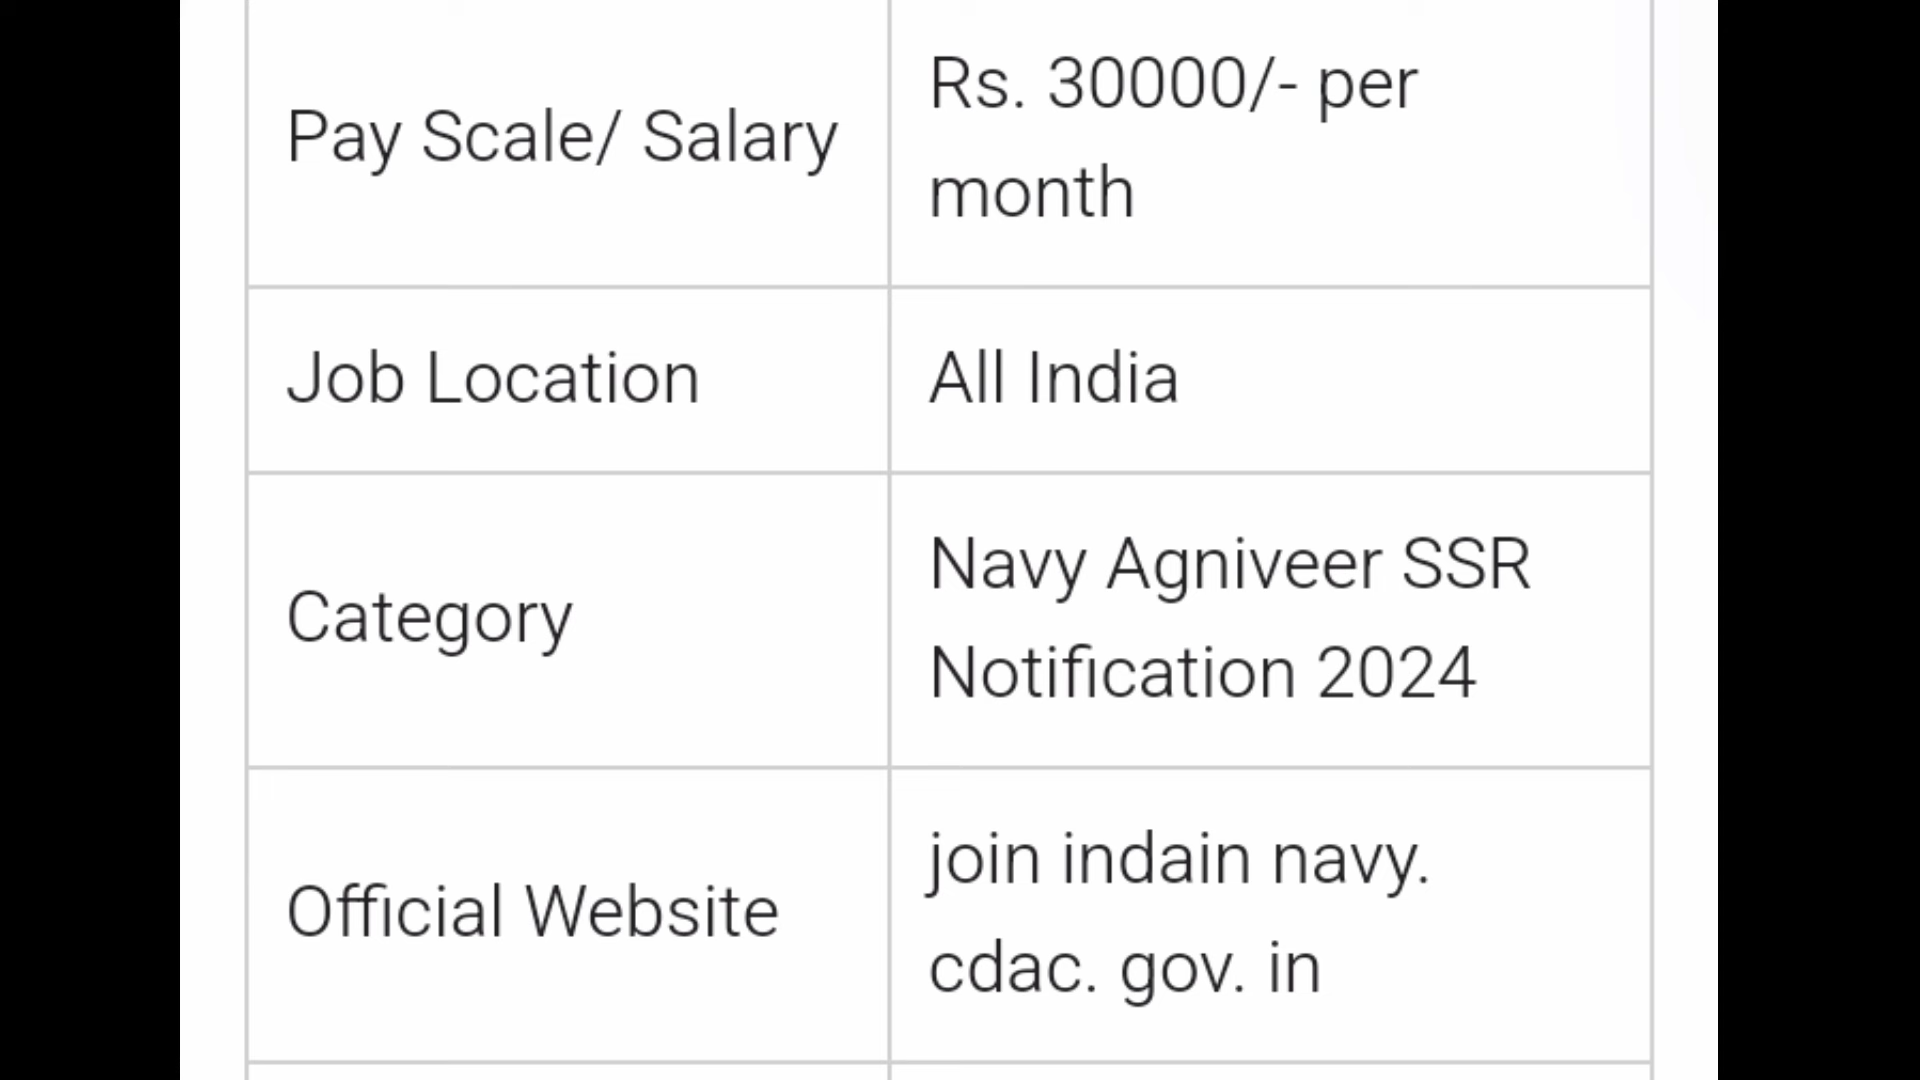 Pay Scale/ Salary
Rs. 30000/- per
month
Job Location
All India
Category
Navy Agniveer SSR
Notification 2024
Official Website
join indain navy.
cdac. gov. in